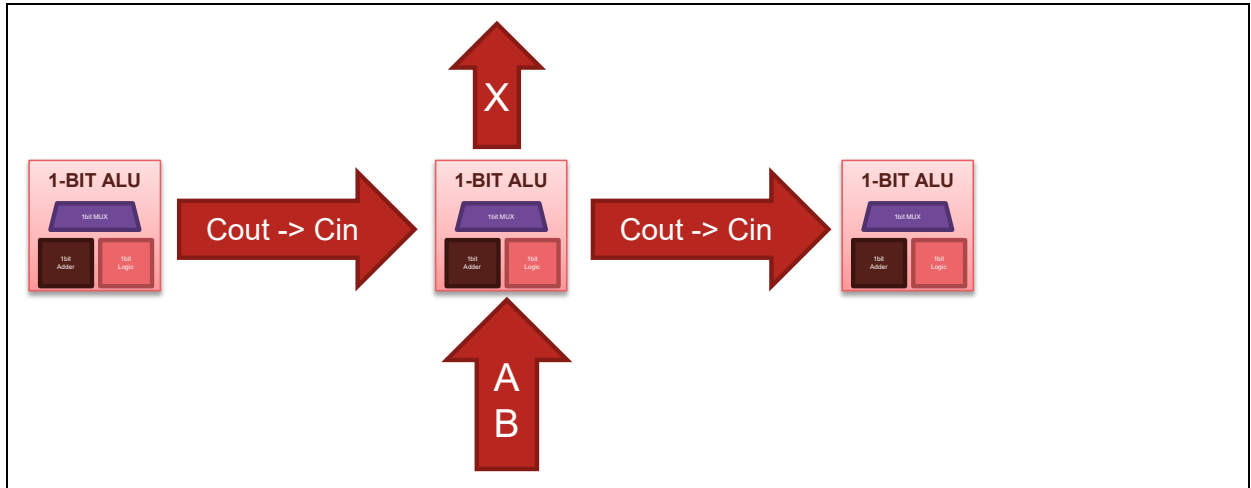 X
1-BIT ALU
1bit MUX
1bit
Adder
1bit
Logic
Cout -> Cin
1-BIT ALU
1bit MUX
1bit
Adder
1bit
Logic
Cout -> Cin
1-BIT ALU
1bit MUX
1bit
Adder
1bit
Logic
A
B